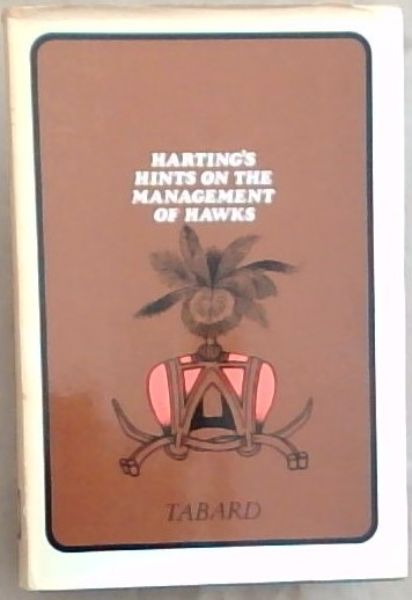 HARTING'S
HINTS ON THE
MANAGEMENT
OF HAWKS
TABARD